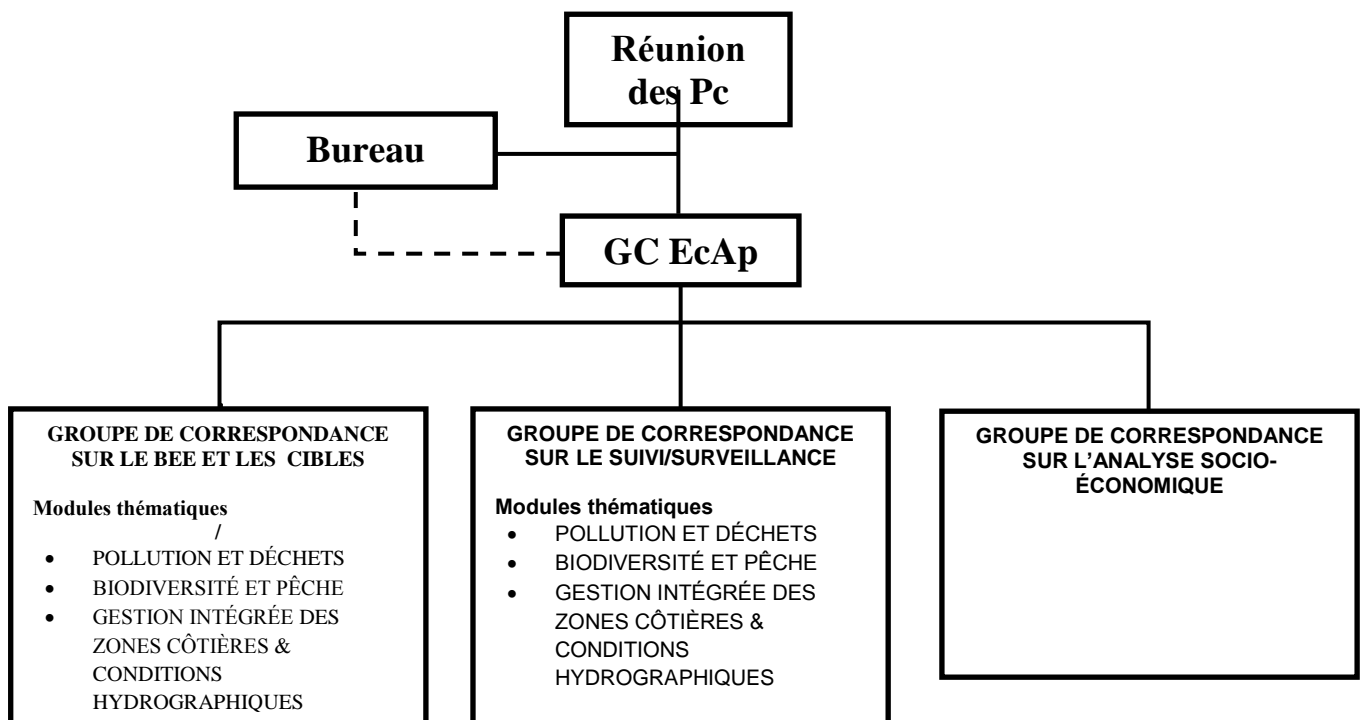 Réunion
des Pc
Bureau
GC EcAp
GROUPE DE CORRESPONDANCE
SUR LE BEE ET LES CIBLES
Modules thématiques
/
• POLLUTION ET DÉCHETS
• BIODIVERSITÉ ET PÊCHE
• GESTION INTÉGRÉE DES
ZONES CÔTIÈRES &
CONDITIONS
HYDROGRAPHIQUES
GROUPE DE CORRESPONDANCE
SUR LE SUIVI/SURVEILLANCE
Modules thématiques
• POLLUTION ET DÉCHETS
• BIODIVERSITÉ ET PÊCHE
• GESTION INTÉGRÉE DES
ZONES CÔTIÈRES &
CONDITIONS
HYDROGRAPHIQUES
GROUPE DE CORRESPONDANCE
SUR L'ANALYSE SOCIO-
ÉCONOMIQUE